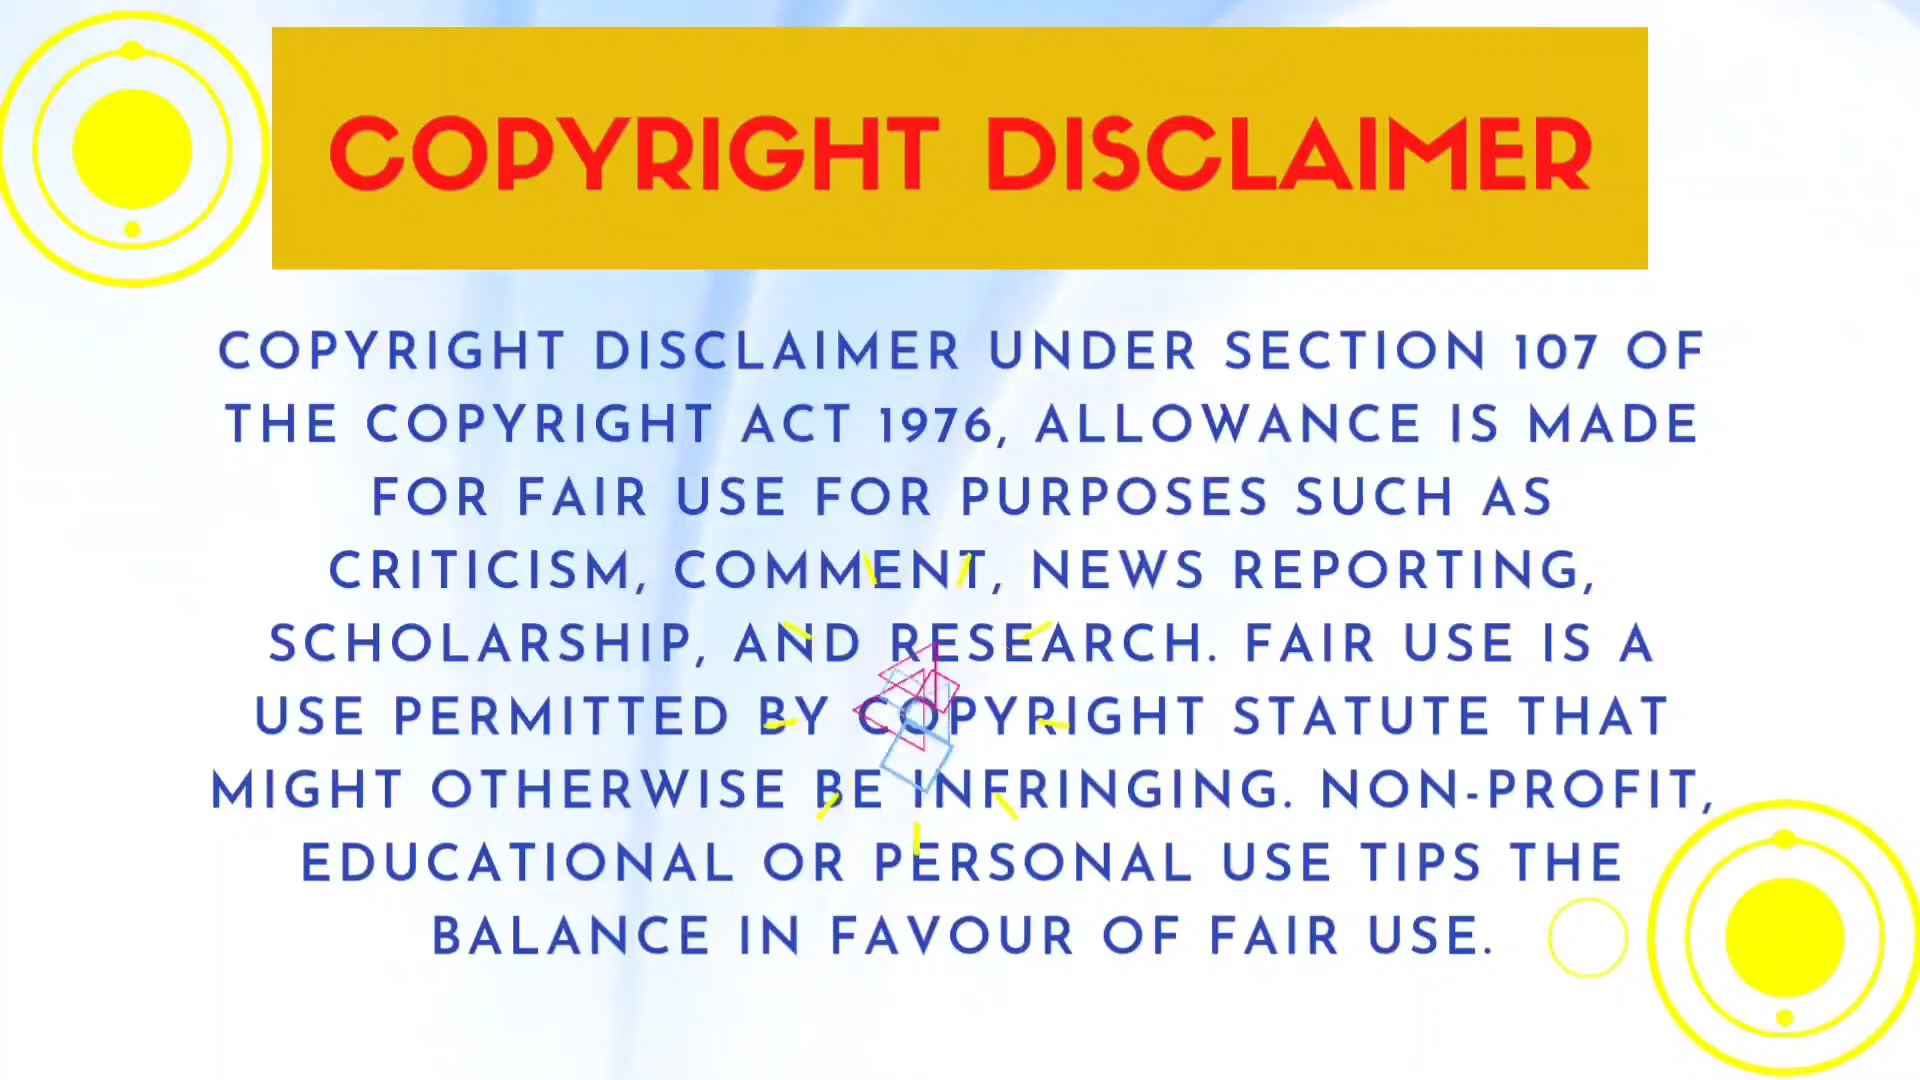 COPYRIGHT DISCLAIMER
COPYRIGHT DISCLAIMER UNDER SECTION 107 OF
THE COPYRIGHT ACT 1976, ALLOWANCE IS MADE
FOR FAIR USE FOR PURPOSES SUCH AS
CRITICISM, COMMENT, NEWS REPORTING,
SCHOLARSHIP, AND RESEARCH. FAIR USE IS A
USE PERMITTED BY COPYRIGHT STATUTE THAT
MIGHT OTHERWISE BE INFRINGING. NON-PROFIT,
EDUCATIONAL OR PERSONAL USE TIPS THE
BALANCE IN FAVOUR OF FAIR USE.